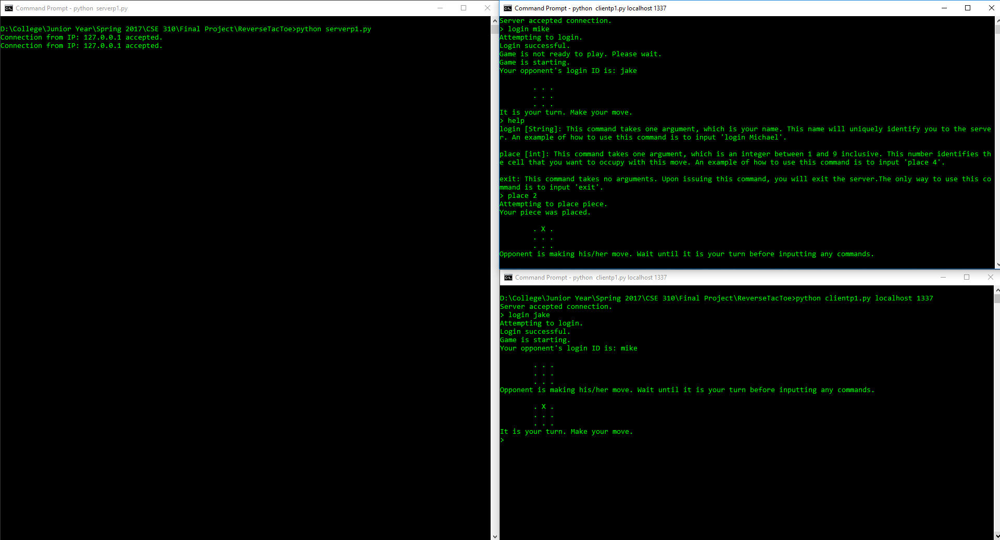 Command Prompt - python  serverp1.py
D:\College\Junior Year\Spring 2017\CSE 310\Final Project\ReverseTacToe>python serverp1.py
Connection from IP: 127.0.0.1 accepted.
Connection from IP: 127.0.0.1 accepted.
Command Prompt - python  clientp1.py localhost 1337
Server accepted connection.
> login mike
Attempting to login.
Login successful.
Game is not ready to play. Please wait.
Game is starting.
Your opponent's login ID is: jake
. . .
. . .
. . .
It is your turn. Make your move.
> help
login [String]: This command takes one argument, which is your name. This name will uniquely identify you to the serve
r. An example of how to use this command is to input 'login Michael'.
place [int]: This command takes one argument, which is an integer between 1 and 9 inclusive. This number identifies th
e cell that you want to occupy with this move. An example of how to use this command is to input 'place 4'.
exit: This command takes no arguments. Upon issuing this command, you will exit the server.The only way to use this co
mmand is to input 'exit'.
> place 2
Attempting to place piece.
Your piece was placed.
. X .
. . .
. . .
Opponent is making his/her move. Wait until it is your turn before inputting any commands.
Command Prompt - python  clientp1.py localhost 1337
D:\College\Junior Year\Spring 2017\CSE 310\Final Project\ReverseTacToe>python clientp1.py localhost 1337
Server accepted connection.
> login jake
Attempting to login.
Login successful.
Game is starting.
Your opponent's login ID is: mike
. . .
. . .
. . .
Opponent is making his/her move. Wait until it is your turn before inputting any commands.
. X .
. . .
. . .
It is your turn. Make your move.
>